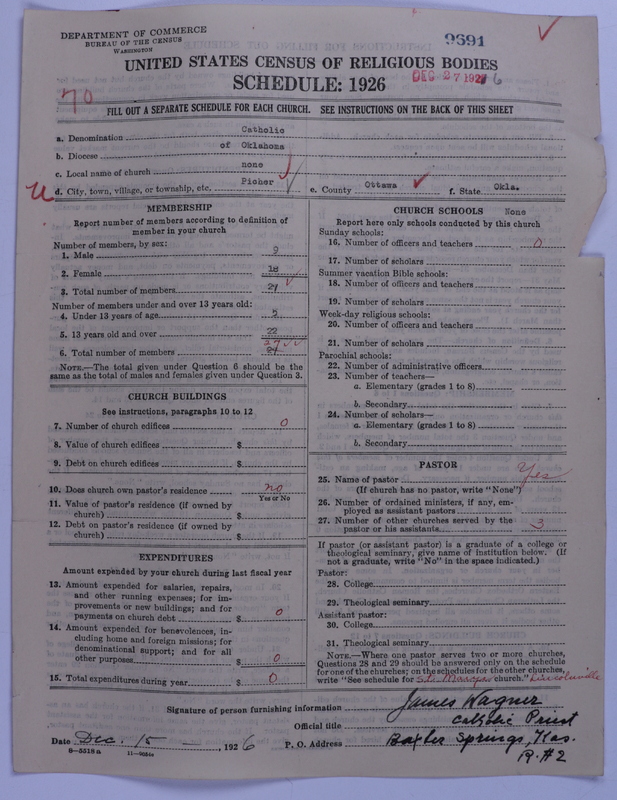 DEPARTMENT OF COMMERCE
BUREAU OF THE CENSUS
WASHINGTON
9691
UNITED STATES CENSUS OF RELIGIOUS BODIES
SCHEDULE: 1926
DEC 27 1926
70
FILL OUT A SEPARATE SCHEDULE FOR EACH CHURCH. SEE INSTRUCTIONS ON THE BACK OF THIS SHEET
a. Denomination Catholic
b. Diocese of Oklahoma
c. Local name of church none
d. City, town, village, or township, etc. Picher e. County Ottawa f. State Okla.
MEMBERSHIP
Report number of members according to definition of
member in your church
Number of members, by sex:
1. Male 9
2. Female 18
3. Total number of members
Number of members under and over 13 years old:
4. Under 13 years of age 5
5. 13 years old and over 22
6. Total number of members 27
NOTE.—The total given under Question 6 should be the
same as the total of males and females given under Question 3.
CHURCH BUILDINGS
See instructions, paragraphs 10 to 12
7. Number of church edifices 0
8. Value of church edifices $
9. Debt on church edifices $
10. Does church own pastor's residence no
Yes or No
11. Value of pastor's residence (if owned by
church) $
12. Debt on pastor's residence (if owned by
church) $
EXPENDITURES
Amount expended by your church during last fiscal year
13. Amount expended for salaries, repairs,
and other running expenses; for im-
provements or new buildings; and for
payments on church debt $ 0
14. Amount expended for benevolences, in-
cluding home and foreign missions; for
denominational support; and for all
other purposes $ 0
15. Total expenditures during year $ 0
CHURCH SCHOOLS None
Report here only schools conducted by this church
Sunday schools:
16. Number of officers and teachers 0
17. Number of scholars
Summer vacation Bible schools:
18. Number of officers and teachers
19. Number of scholars
Week-day religious schools:
20. Number of officers and teachers
21. Number of scholars
Parochial schools:
22. Number of administrative officers
23. Number of teachers—
a. Elementary (grades 1 to 8)
b. Secondary
24. Number of scholars—
a. Elementary (grades 1 to 8)
b. Secondary
PASTOR
25. Name of pastor Yes
(If church has no pastor, write "None")
26. Number of ordained ministers, if any, em-
ployed as assistant pastors
27. Number of other churches served by the
pastor or his assistants 3
If pastor (or assistant pastor) is a graduate of a college or
theological seminary, give name of institution below. (If
not a graduate, write "No" in the space indicated.)
Pastor:
28. College
29. Theological seminary
Assistant pastor:
30. College
31. Theological seminary
NOTE.—Where one pastor serves two or more churches,
Questions 28 and 29 should be answered only on the schedule
for one of the churches; on the schedules for the other churches,
write "See schedule for church." Lincolnville
Signature of person furnishing information James Wagner
Official title Catholic Priest
Date Dec. 15, 1926 P. O. Address Baxter Springs, Kas.
R. #2
8—5518a 11—9084a